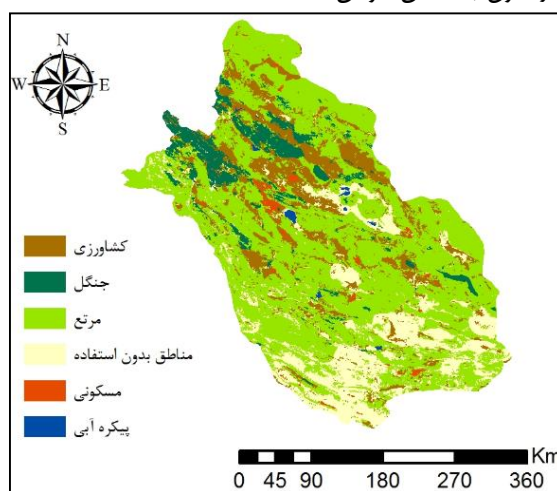 N
W E
S
کشاورزی
جنگل
مرتع
مناطق بدون استفاده
مسکونی
پیکره آبی
Km
0 45 90 180 270 360